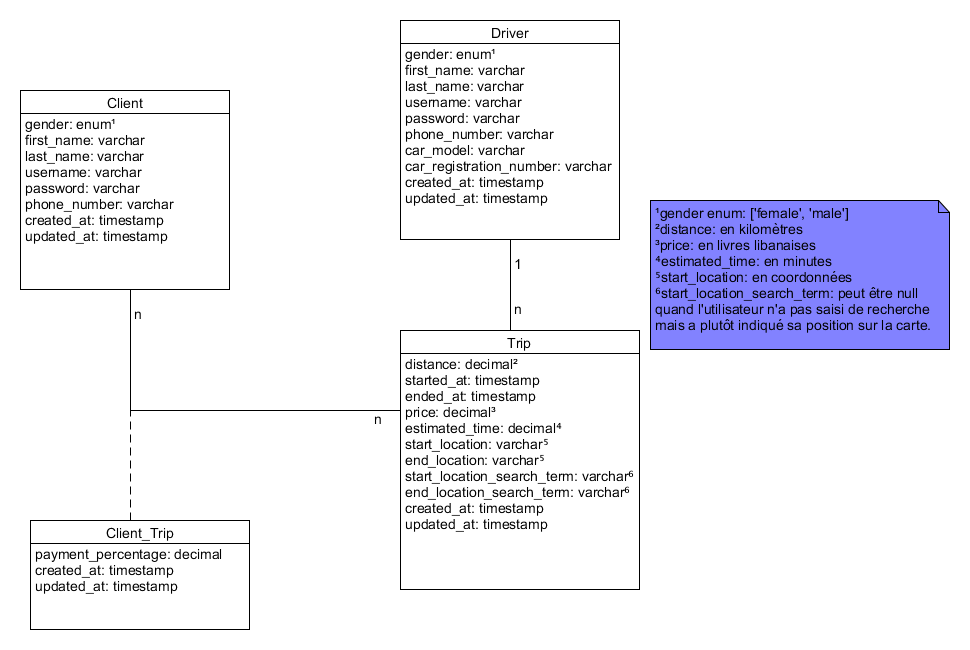 Driver
gender: enum¹
first_name: varchar
last_name: varchar
username: varchar
password: varchar
phone_number: varchar
car_model: varchar
car_registration_number: varchar
created_at: timestamp
updated_at: timestamp
Client
gender: enum¹
first_name: varchar
last_name: varchar
username: varchar
password: varchar
phone_number: varchar
created_at: timestamp
updated_at: timestamp
¹gender enum: ['female', 'male']
²distance: en kilomètres
³price: en livres libanaises
⁴estimated_time: en minutes
⁵start_location: en coordonnées
⁶start_location_search_term: peut être null
quand l'utilisateur n'a pas saisi de recherche
mais a plutôt indiqué sa position sur la carte.
1
n
n
n
Trip
distance: decimal²
started_at: timestamp
ended_at: timestamp
price: decimal³
estimated_time: decimal⁴
start_location: varchar⁵
end_location: varchar⁵
start_location_search_term: varchar⁶
end_location_search_term: varchar⁶
created_at: timestamp
updated_at: timestamp
Client_Trip
payment_percentage: decimal
created_at: timestamp
updated_at: timestamp